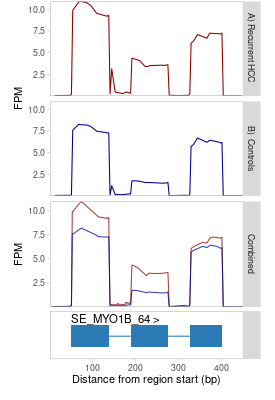 10.0
7.5
5.0
2.5
A) Recurrent HCC
FPM
10.0
7.5
5.0
2.5
B): Controls
10.0
7.5
5.0
2.5
Combined
FPM
SE_MYO1B_64 >
100
200
300
400
Distance from region start (bp)